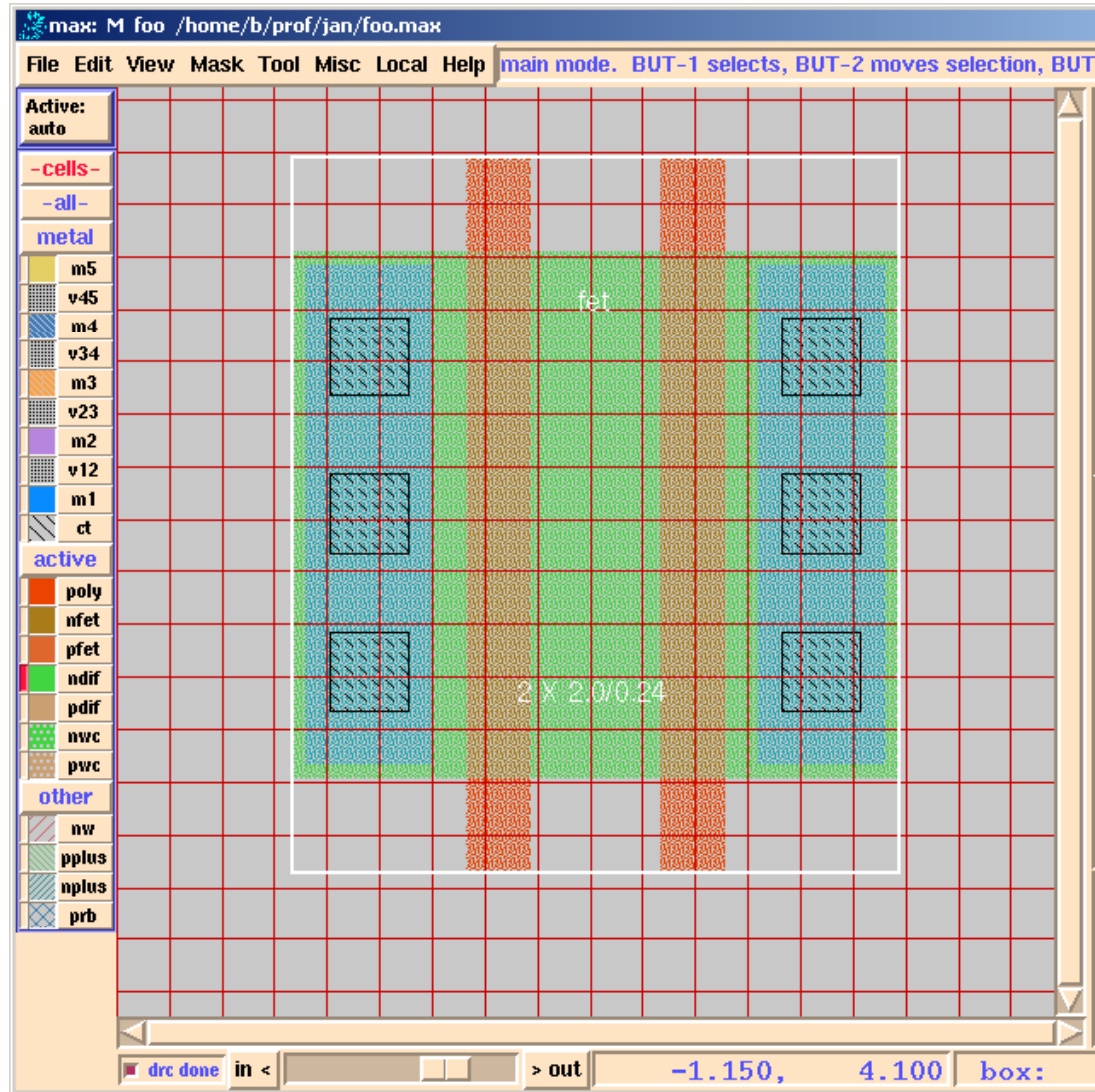 max: M foo /home/b/prof/jan/foo.max
File Edit View Mask Tool Misc Local Help main mode. BUT-1 selects, BUT-2 moves selection, BUT
Active:
auto
-cells-
-all-
metal
m5
v45
m4
v34
m3
v23
m2
v12
m1
ct
active
poly
nfet
pfet
ndif
pdif
nwc
pwc
other
nw
pplus
nplus
prb
fet
2 X 2.0/0.24
drc done in < > out -1.150, 4.100 box: